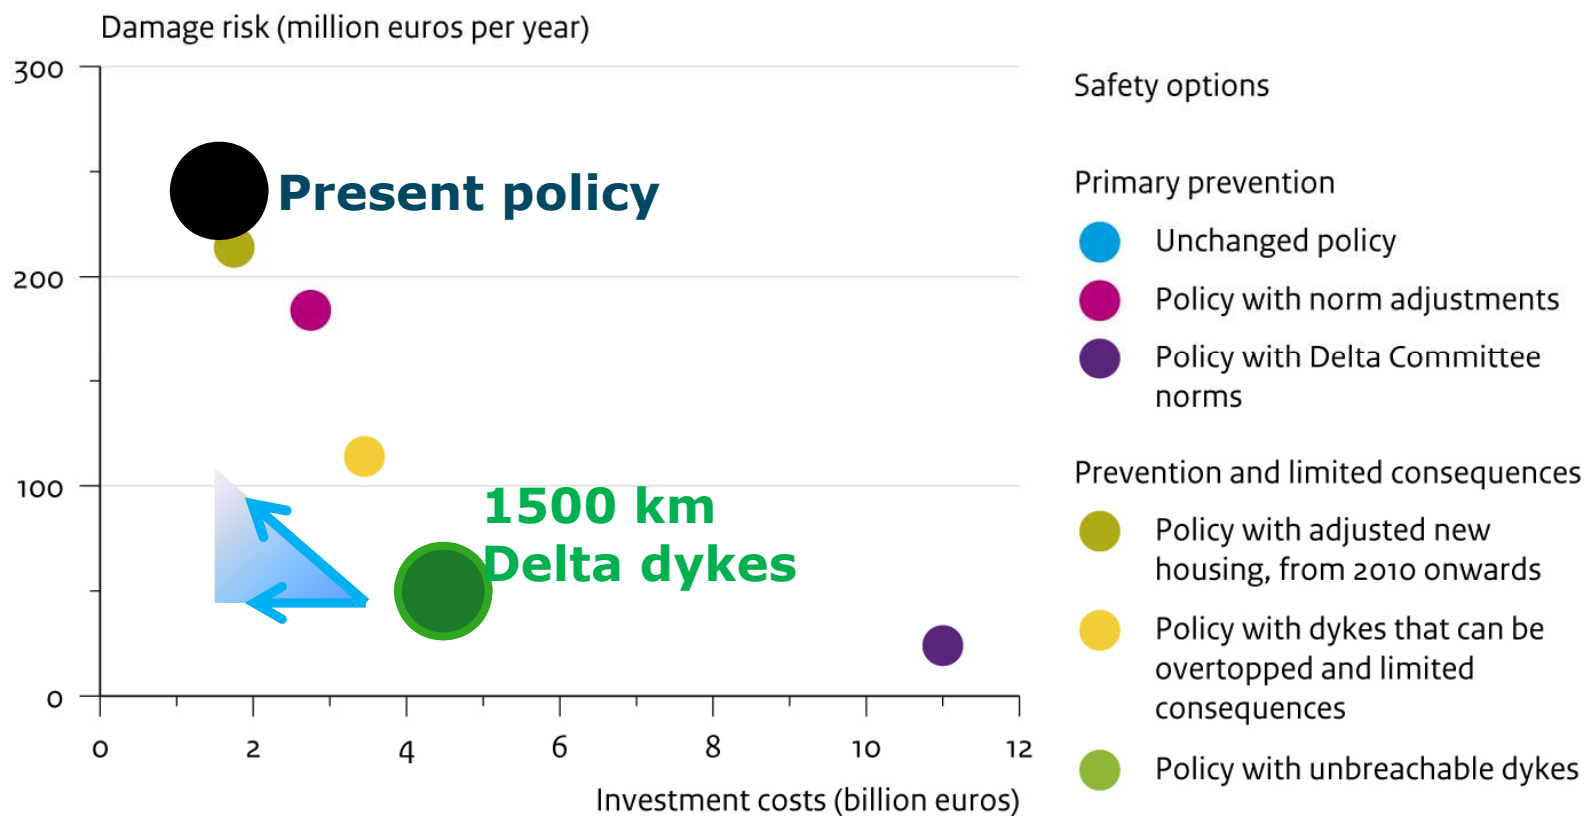 Damage risk (million euros per year)
300
200
100
0
0 2 4 6 8 10 12
Investment costs (billion euros)
Present policy
1500 km
Delta dykes
Safety options
Primary prevention
Unchanged policy
Policy with norm adjustments
Policy with Delta Committee
norms
Prevention and limited consequences
Policy with adjusted new
housing, from 2010 onwards
Policy with dykes that can be
overtopped and limited
consequences
Policy with unbreachable dykes